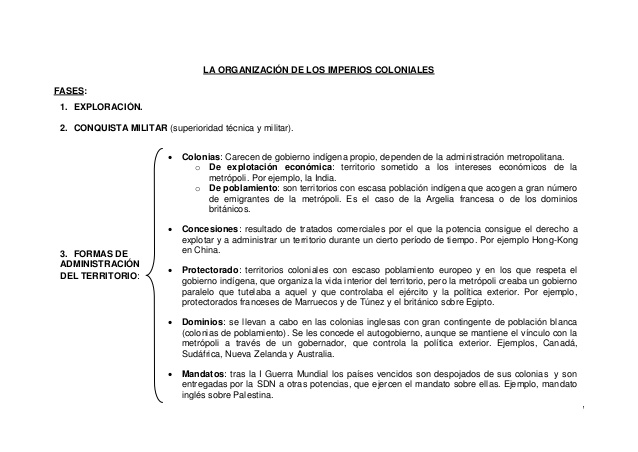 LA ORGANIZACIÓN DE LOS IMPERIOS COLONIALES
FASES:
1. EXPLORACIÓN.
2. CONQUISTA MILITAR (superioridad técnica y militar).
3. FORMAS DE
ADMINISTRACIÓN
DEL TERRITORIO:
• Colonias: Carecen de gobierno indígena propio, dependen de la administración metropolitana.
o De explotación económica: territorio sometido a los intereses económicos de la
metrópoli. Por ejemplo, la India.
o De poblamiento: son territorios con escasa población indígena que acogen a gran número
de emigrantes de la metrópoli. Es el caso de la Argelia francesa o de los dominios
británicos.
• Concesiones: resultado de tratados comerciales por el que la potencia consigue el derecho a
explotar y a administrar un territorio durante un cierto período de tiempo. Por ejemplo Hong-Kong
en China.
• Protectorado: territorios coloniales con escaso poblamiento europeo y en los que respeta el
gobierno indígena, que organiza la vida interior del territorio, pero la metrópoli creaba un gobierno
paralelo que tutelaba a aquel y que controlaba el ejército y la política exterior. Por ejemplo,
protectorados franceses de Marruecos y de Túnez y el británico sobre Egipto.
• Dominios: se llevan a cabo en las colonias inglesas con gran contingente de población blanca
(colonias de poblamiento). Se les concede el autogobierno, aunque se mantiene el vínculo con la
metrópoli a través de un gobernador, que controla la política exterior. Ejemplos, Canadá,
Sudáfrica, Nueva Zelanda y Australia.
• Mandatos: tras la I Guerra Mundial los países vencidos son despojados de sus colonias y son
entregadas por la SDN a otras potencias, que ejercen el mandato sobre ellas. Ejemplo, mandato
inglés sobre Palestina.